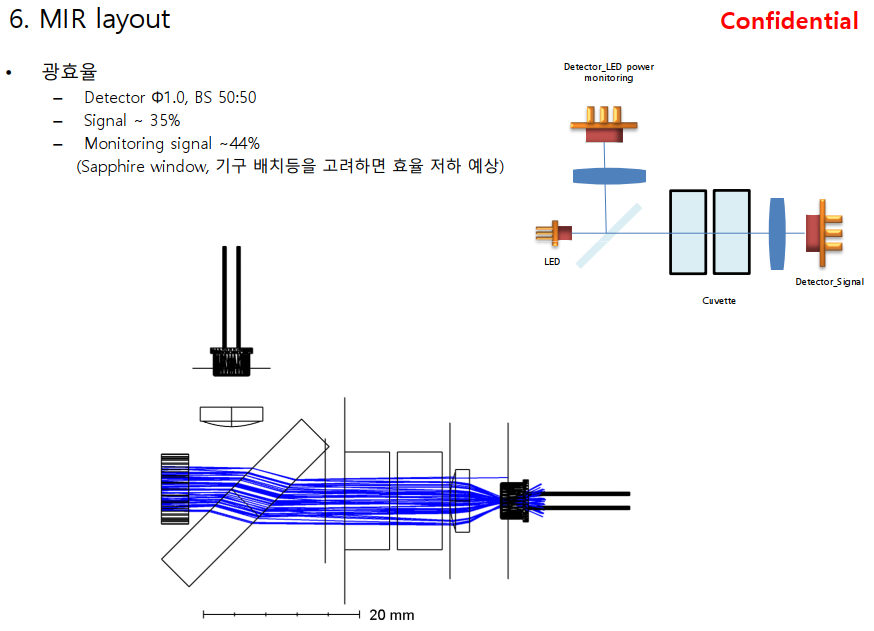 6. MIR layout
Confidential
• 광효율
– Detector Φ1.0, BS 50:50
– Signal ~ 35%
– Monitoring signal ~44%
(Sapphire window, 기구 배치등을 고려하면 효율 저하 예상)
Detector_LED power
monitoring
LED
Cuvette
Detector_Signal
20 mm